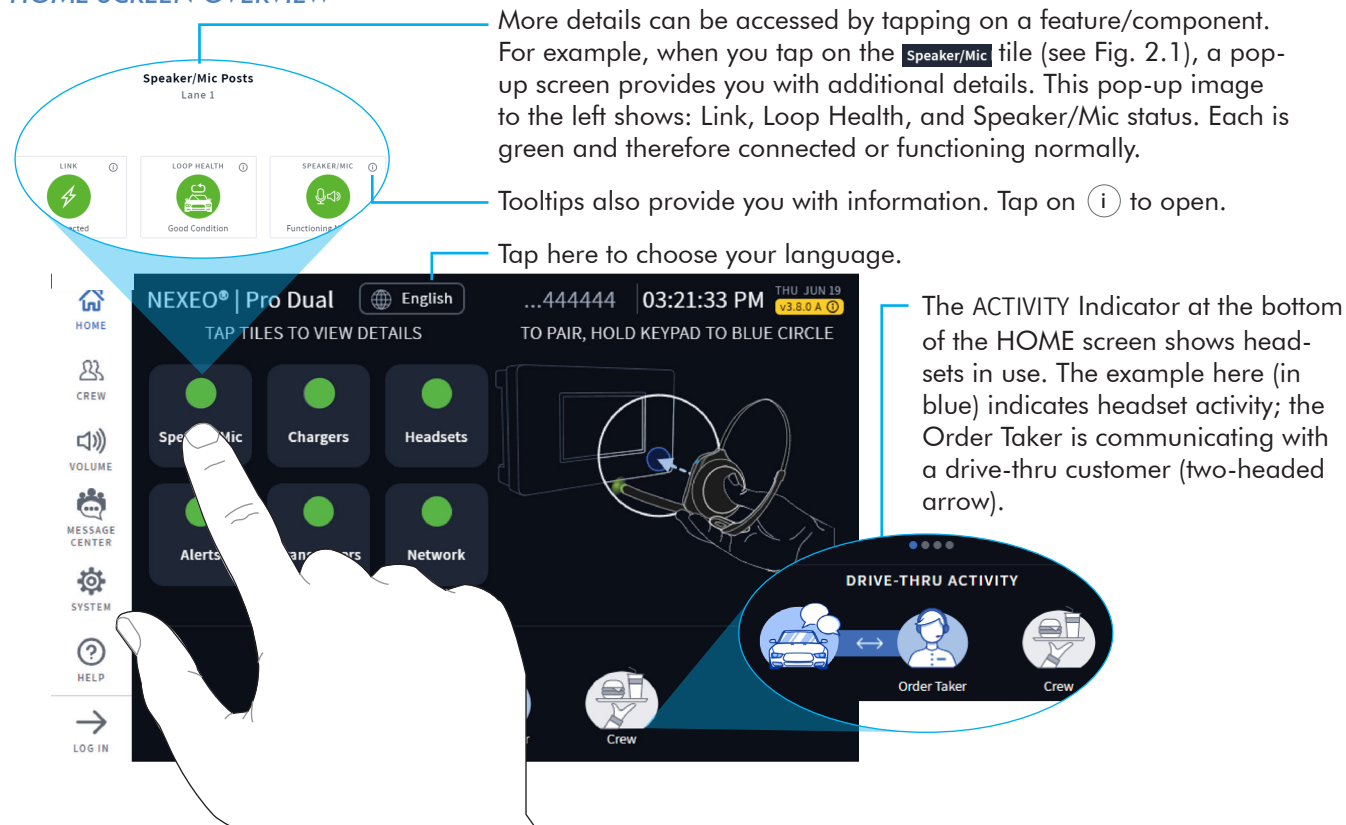 HOME SCREEN OVERVIEW
More details can be accessed by tapping on a feature/component.
For example, when you tap on the Speaker/Mic tile (see Fig. 2.1), a pop-
up screen provides you with additional details. This pop-up image
to the left shows: Link, Loop Health, and Speaker/Mic status. Each is
green and therefore connected or functioning normally.
Speaker/Mic Posts
Lane 1
LINK
LOOP HEALTH
SPEAKER/MIC
Good Condition
Functioning
Tooltips also provide you with information. Tap on i to open.
Tap here to choose your language.
HOME
CREW
VOLUME
MESSAGE
CENTER
SYSTEM
HELP
LOG IN
NEXEO® | Pro Dual English ...444444 03:21:33 PM THU JUN 19
v3.8.0 A
TAP TILES TO VIEW DETAILS
TO PAIR, HOLD KEYPAD TO BLUE CIRCLE
Chargers
Headsets
Alerts
Network
Crew
The ACTIVITY Indicator at the bottom
of the HOME screen shows head-
sets in use. The example here (in
blue) indicates headset activity; the
Order Taker is communicating with
a drive-thru customer (two-headed
arrow).
DRIVE-THRU ACTIVITY
Order Taker
Crew